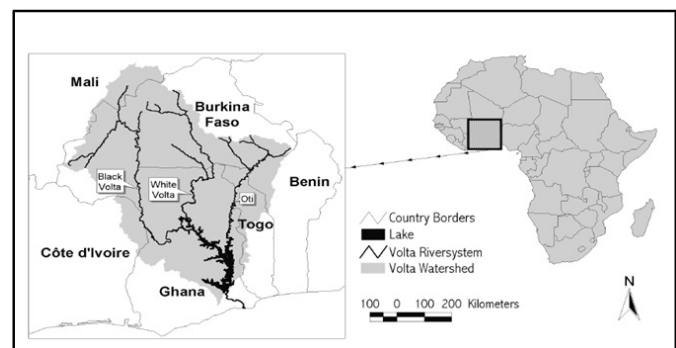 Mali
Burkina
Faso
Black
Volta
White
Volta
Oti
Benin
Togo
Côte d'Ivoire
Ghana
Country Borders
Lake
Volta Riversystem
Volta Watershed
100 0 100 200 Kilometers
N